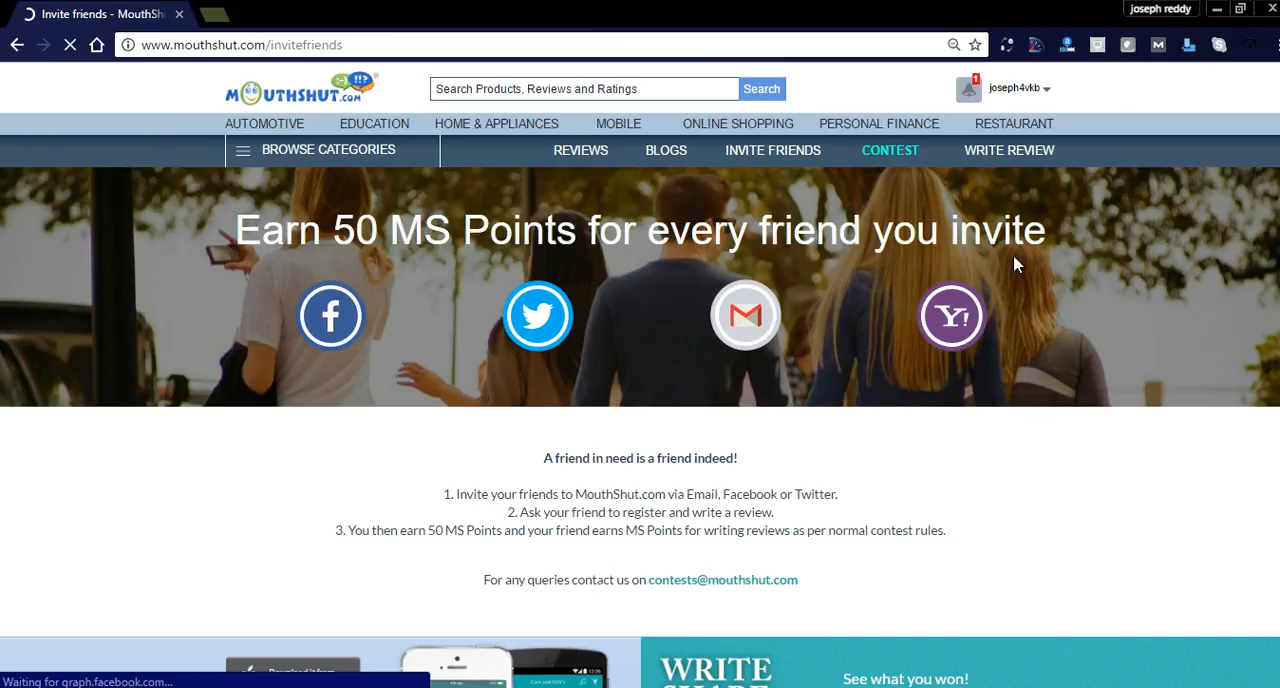 Invite friends - MouthSh
joseph reddy
www.mouthshut.com/invitefriends
MOUTHSHUT.COM
Search Products, Reviews and Ratings
Search
1
joseph4vkb
AUTOMOTIVE EDUCATION HOME & APPLIANCES MOBILE ONLINE SHOPPING PERSONAL FINANCE RESTAURANT
BROWSE CATEGORIES REVIEWS BLOGS INVITE FRIENDS CONTEST WRITE REVIEW
Earn 50 MS Points for every friend you invite
A friend in need is a friend indeed!
1. Invite your friends to MouthShut.com via Email, Facebook or Twitter.
2. Ask your friend to register and write a review.
3. You then earn 50 MS Points and your friend earns MS Points for writing reviews as per normal contest rules.
For any queries contact us on contests@mouthshut.com
Download it from
WRITE
SHARE
See what you won!
Waiting for graph.facebook.com...